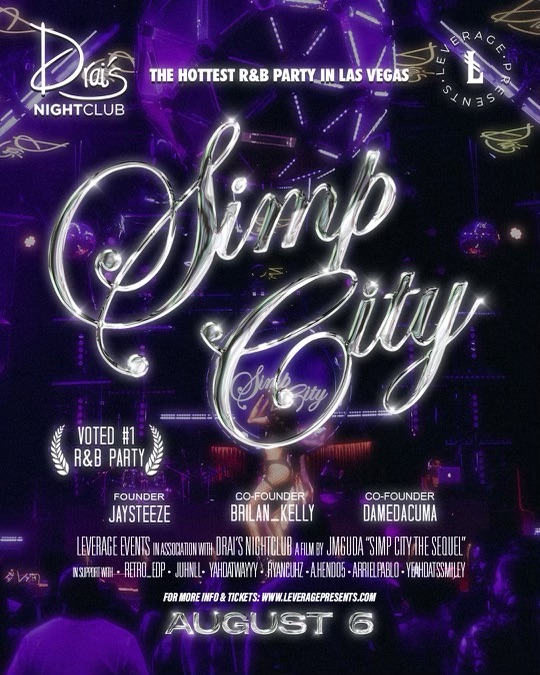 Drai's
NIGHTCLUB
THE HOTTEST R&B PARTY IN LAS VEGAS
LEVERAGE·PRESENTS·
L
Simp
City
Simp
City
VOTED #1
R&B PARTY
FOUNDER
JAYSTEEZE
CO-FOUNDER
BRILAN_KELLY
CO-FOUNDER
DAMEDACUMA
LEVERAGE EVENTS IN ASSOCIATION WITH DRAI'S NIGHTCLUB A FILM BY JMGUDA "SIMP CITY THE SEQUEL"
IN SUPPORT WITH • RETRO_EDP • JUHNLL • YAHDATWAYY • .RYANCUHZ • A.HENDO5 • ARRIELPABLO • YEAHDATSSMILEY
FOR MORE INFO & TICKETS: WWW.LEVERAGEPRESENTS.COM
AUGUST 6